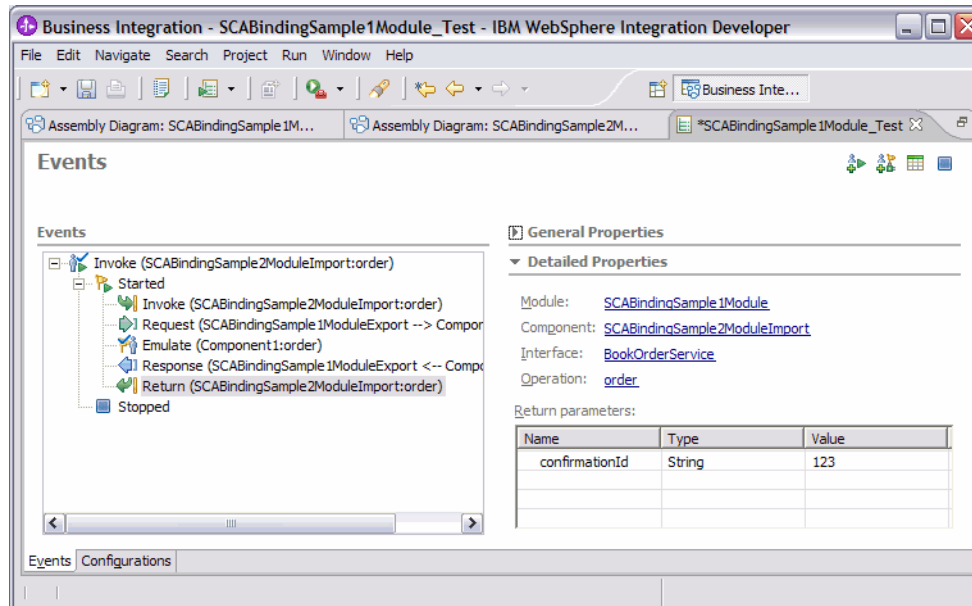 Business Integration - SCABindingSample1Module_Test - IBM WebSphere Integration Developer
File Edit Navigate Search Project Run Window Help
Business Inte...
Assembly Diagram: SCABindingSample1M...
Assembly Diagram: SCABindingSample2M...
*SCABindingSample1Module_Test
Events
Events
Invoke (SCABindingSample2ModuleImport:order)
Started
Invoke (SCABindingSample2ModuleImport:order)
Request (SCABindingSample1ModuleExport --> Compor
Emulate (Component1:order)
Response (SCABindingSample1ModuleExport <-- Compo
Return (SCABindingSample2ModuleImport:order)
Stopped
General Properties
Detailed Properties
Module: SCABindingSample1Module
Component: SCABindingSample2ModuleImport
Interface: BookOrderService
Operation: order
Return parameters:
Name Type Value
confirmationId String 123
Events Configurations